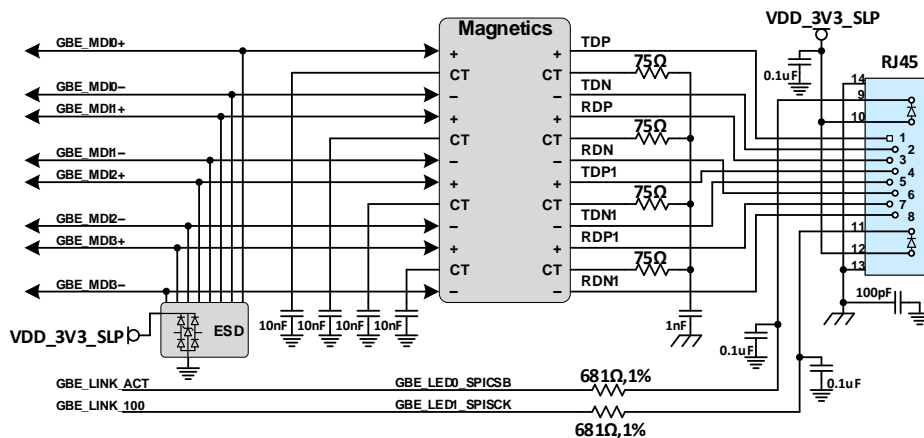 VDD_3V3_SLP
Magnetics
RJ45
GBE_MDI0+
+
TDP
75Ω
0.1uF
14
CT
CT
9
GBE_MDI0−
−
TDN
10
GBE_MDI1+
+
RDP
75Ω
1
CT
CT
2
GBE_MDI1−
−
RDN
3
GBE_MDI2+
+
TDP1
75Ω
4
CT
CT
5
6
GBE_MDI2−
−
TDN1
7
GBE_MDI3+
+
RDP1
75Ω
8
CT
CT
11
GBE_MDI3−
−
RDN1
12
13
ESD
VDD_3V3_SLP
10nF
10nF
10nF
10nF
1nF
100pF
0.1uF
0.1uF
GBE_LINK_ACT
GBE_LED0_SPICSB
681Ω,1%
GBE_LINK_100
GBE_LED1_SPISCK
681Ω,1%